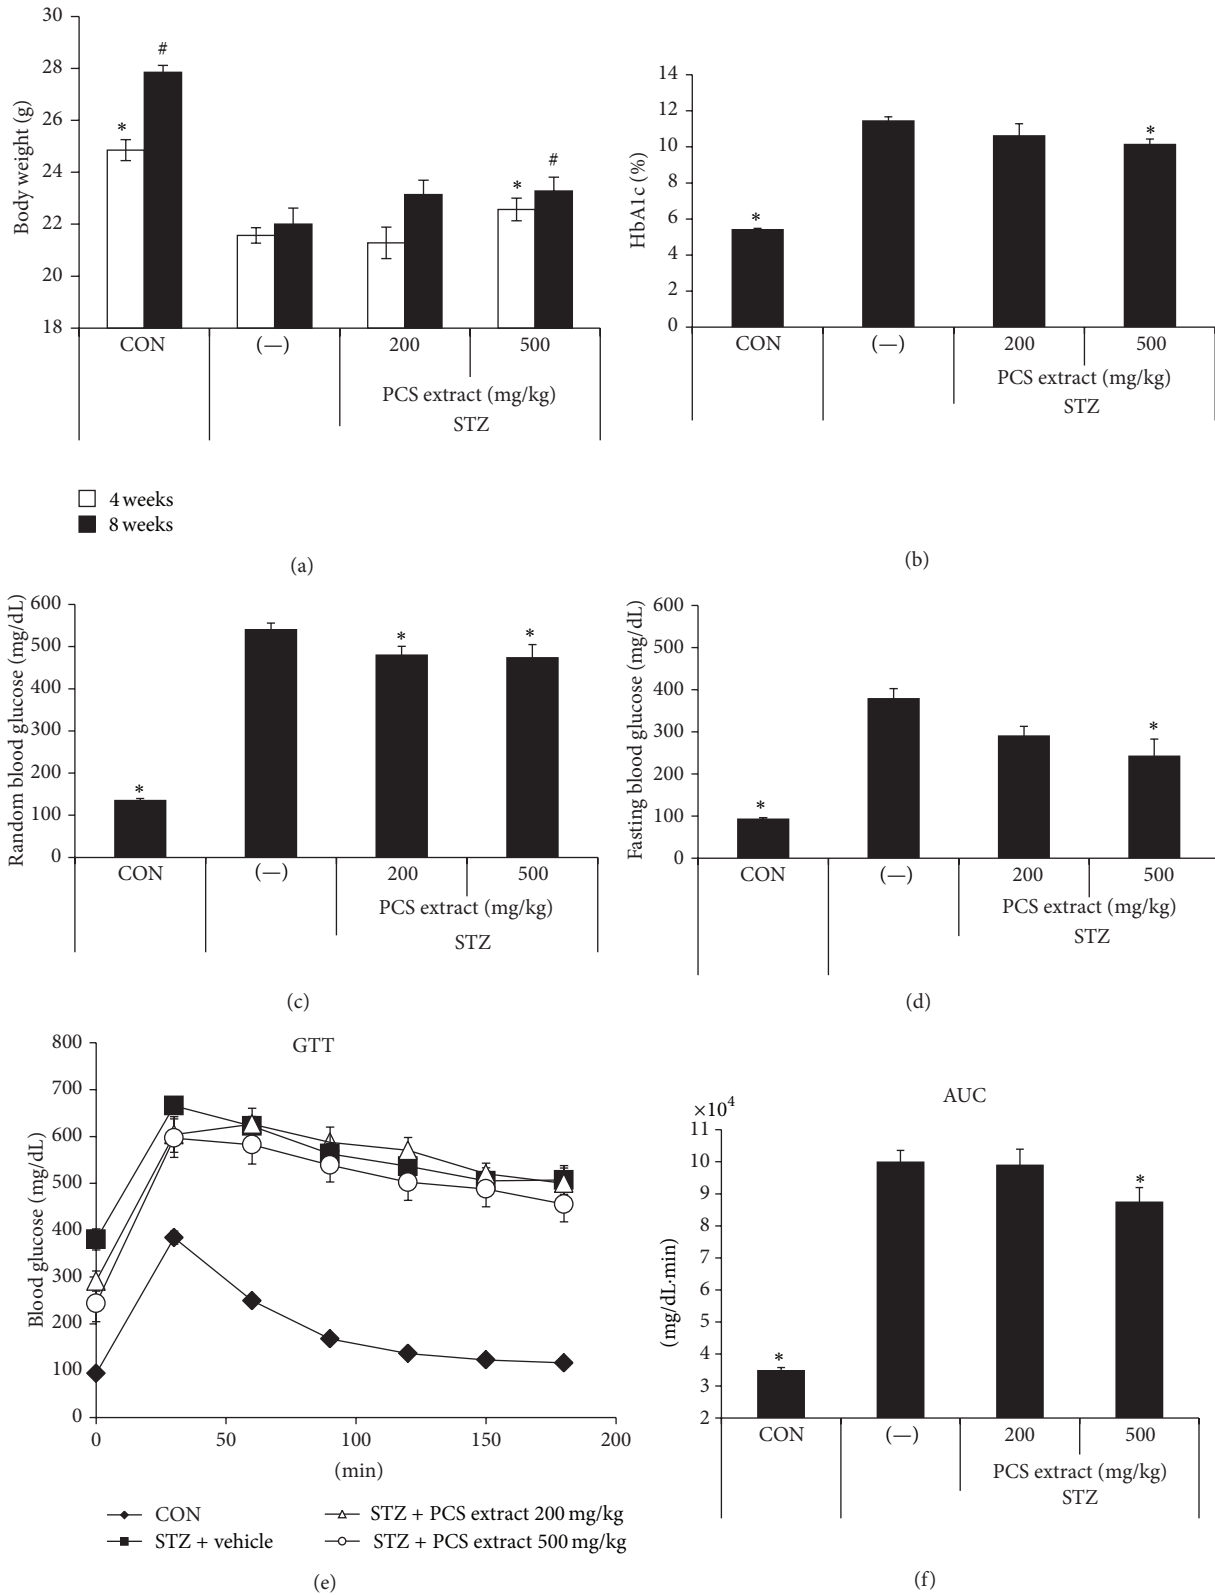 30
28
26
24
22
21
20
18
Body weight (g)
*
#
*
#
CON
(—)
200
500
PCS extract (mg/kg)
STZ
4 weeks
8 weeks
(a)
14
12
10
8
6
4
2
0
HbA1c (%)
*
*
CON
(—)
200
500
PCS extract (mg/kg)
STZ
(b)
600
500
400
300
200
100
0
Random blood glucose (mg/dL)
*
*
*
CON
(—)
200
500
PCS extract (mg/kg)
STZ
(c)
600
500
400
300
200
100
0
Fasting blood glucose (mg/dL)
*
*
CON
(—)
200
500
PCS extract (mg/kg)
STZ
(d)
GTT
800
700
600
500
400
300
200
100
0
Blood glucose (mg/dL)
0
50
100
150
200
(min)
CON
STZ + PCS extract 200 mg/kg
STZ + vehicle
STZ + PCS extract 500 mg/kg
(e)
AUC
×10⁴
11
10
9
8
7
6
5
4
3
2
(mg/dL·min)
*
*
CON
(—)
200
500
PCS extract (mg/kg)
STZ
(f)